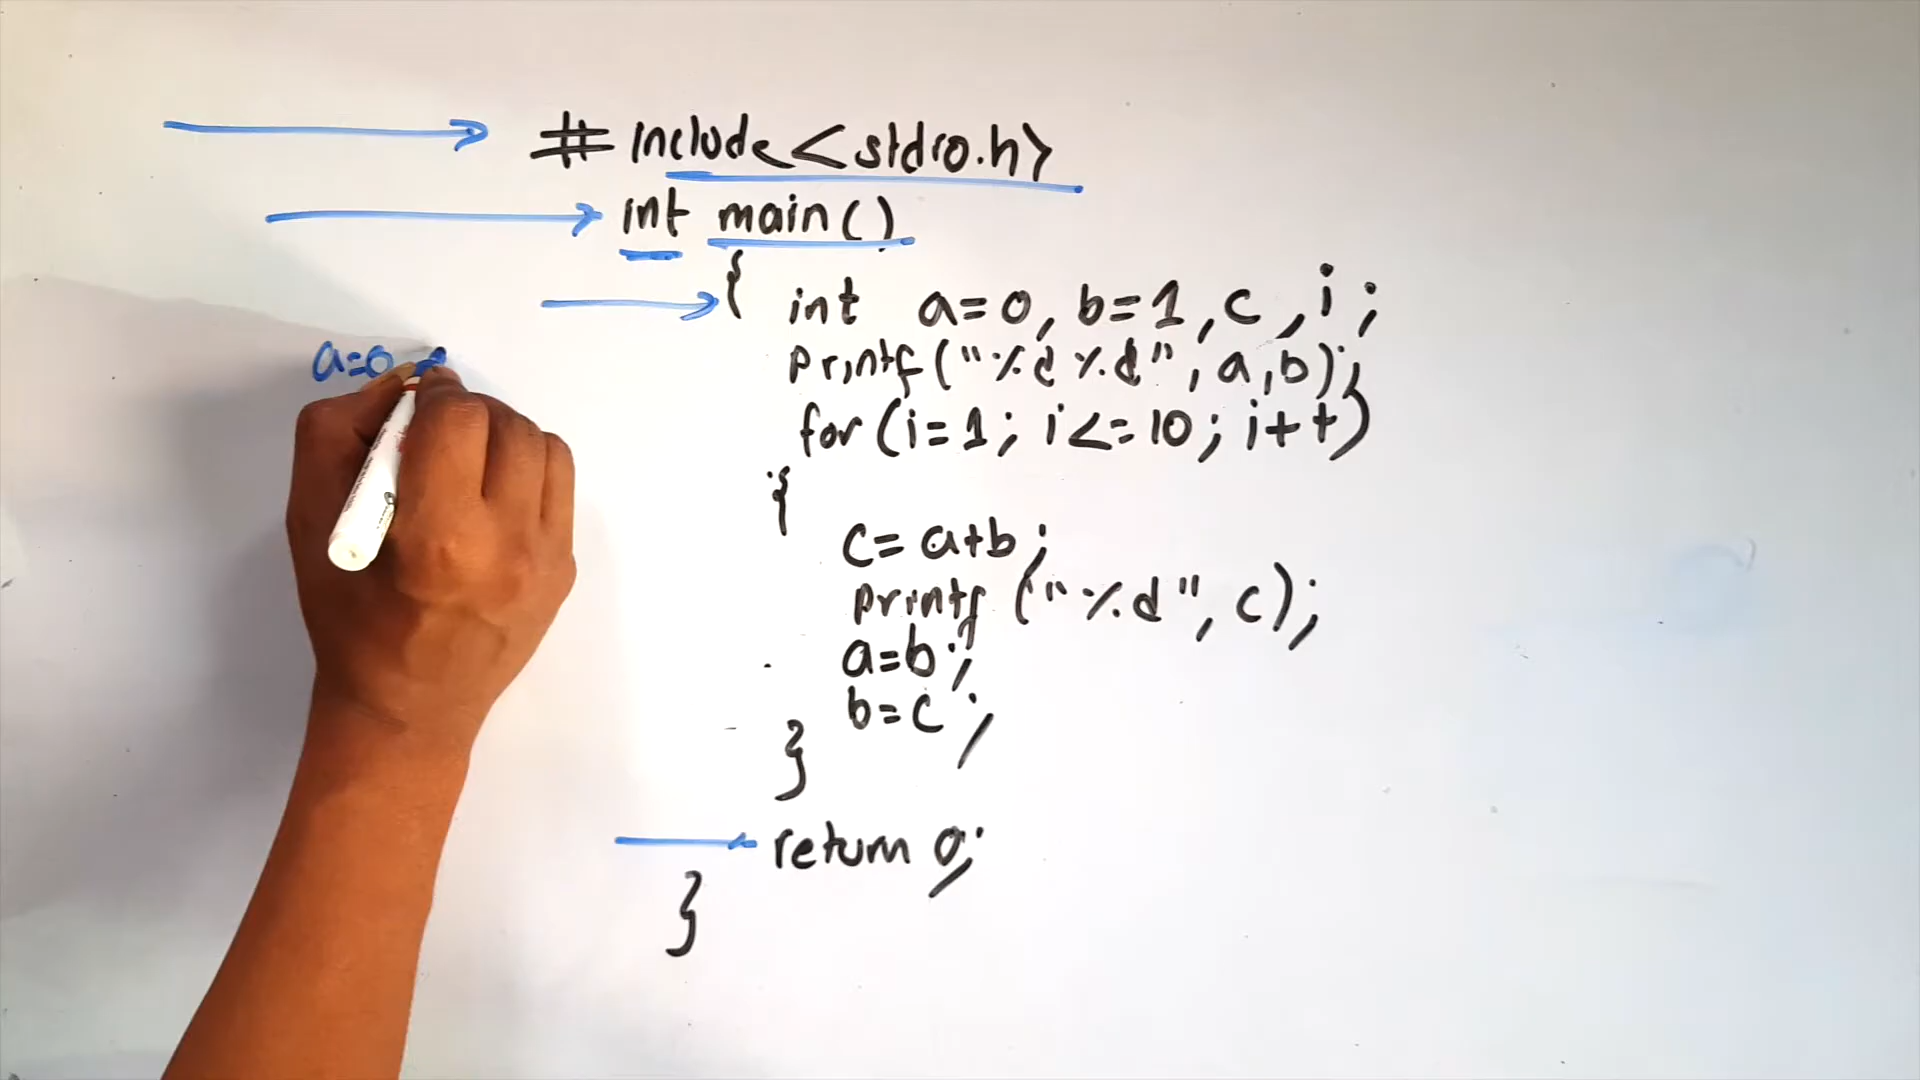 # include<stdio.h>
int main()
{ int a=0, b=1, c, i;
printf("%d %d", a,b);
a=0
for(i=1; i<=10; i++)
{
c=a+b;
printf("%d", c);
a=b;
b=c;
}
return 0;
}